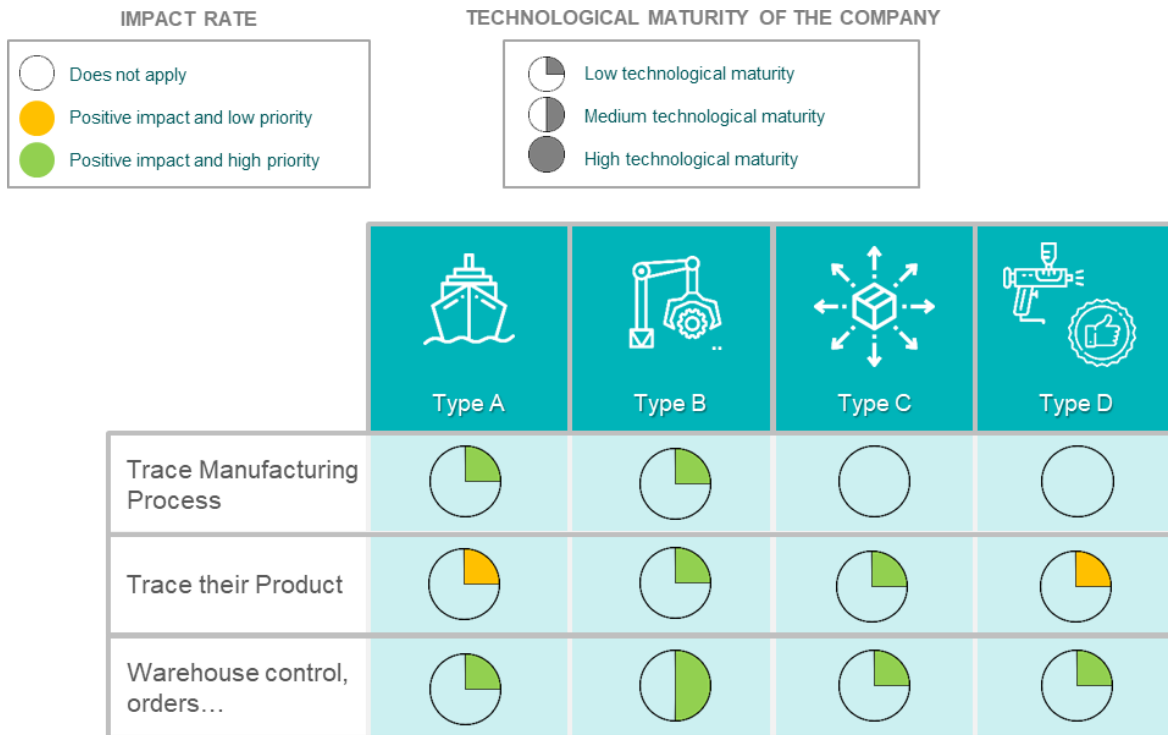 IMPACT RATE
Does not apply
Positive impact and low priority
Positive impact and high priority
TECHNOLOGICAL MATURITY OF THE COMPANY
Low technological maturity
Medium technological maturity
High technological maturity
Type A
Type B
Type C
Type D
Trace Manufacturing
Process
Trace their Product
Warehouse control,
orders…